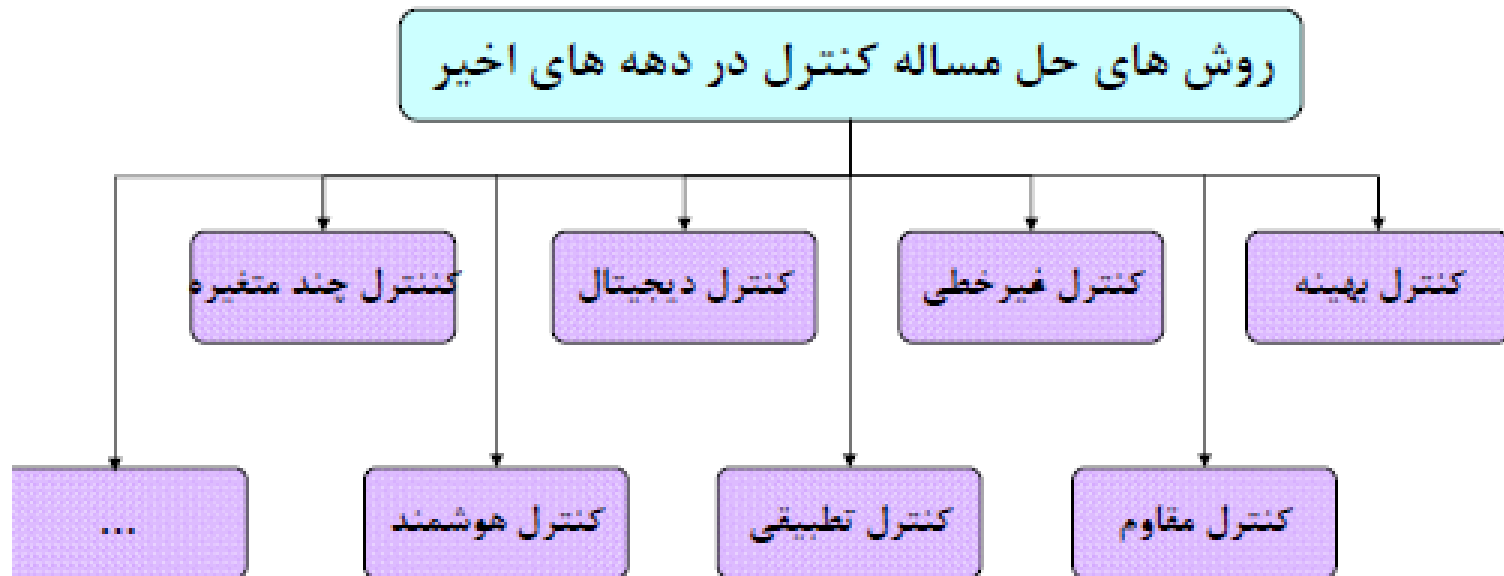 روش های حل مساله کنترل در دهه های اخیر
کنترل بهینه
کنترل غیرخطی
کنترل دیجیتال
کننترل چند متغیره
کنترل مقاوم
کنترل تطبیقی
کنترل هوشمند
...